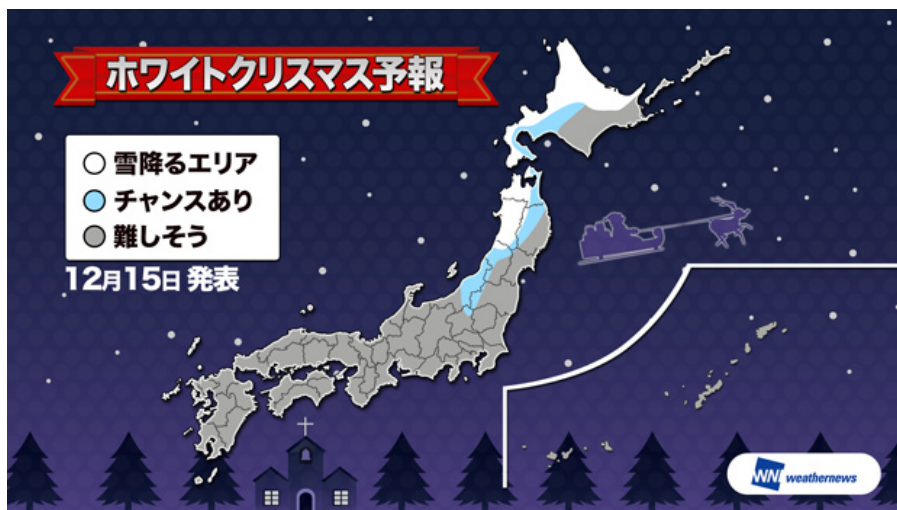 ホワイトクリスマス予報
雪降るエリア
チャンスあり
難しそう
12月15日 発表
WNI weathernews